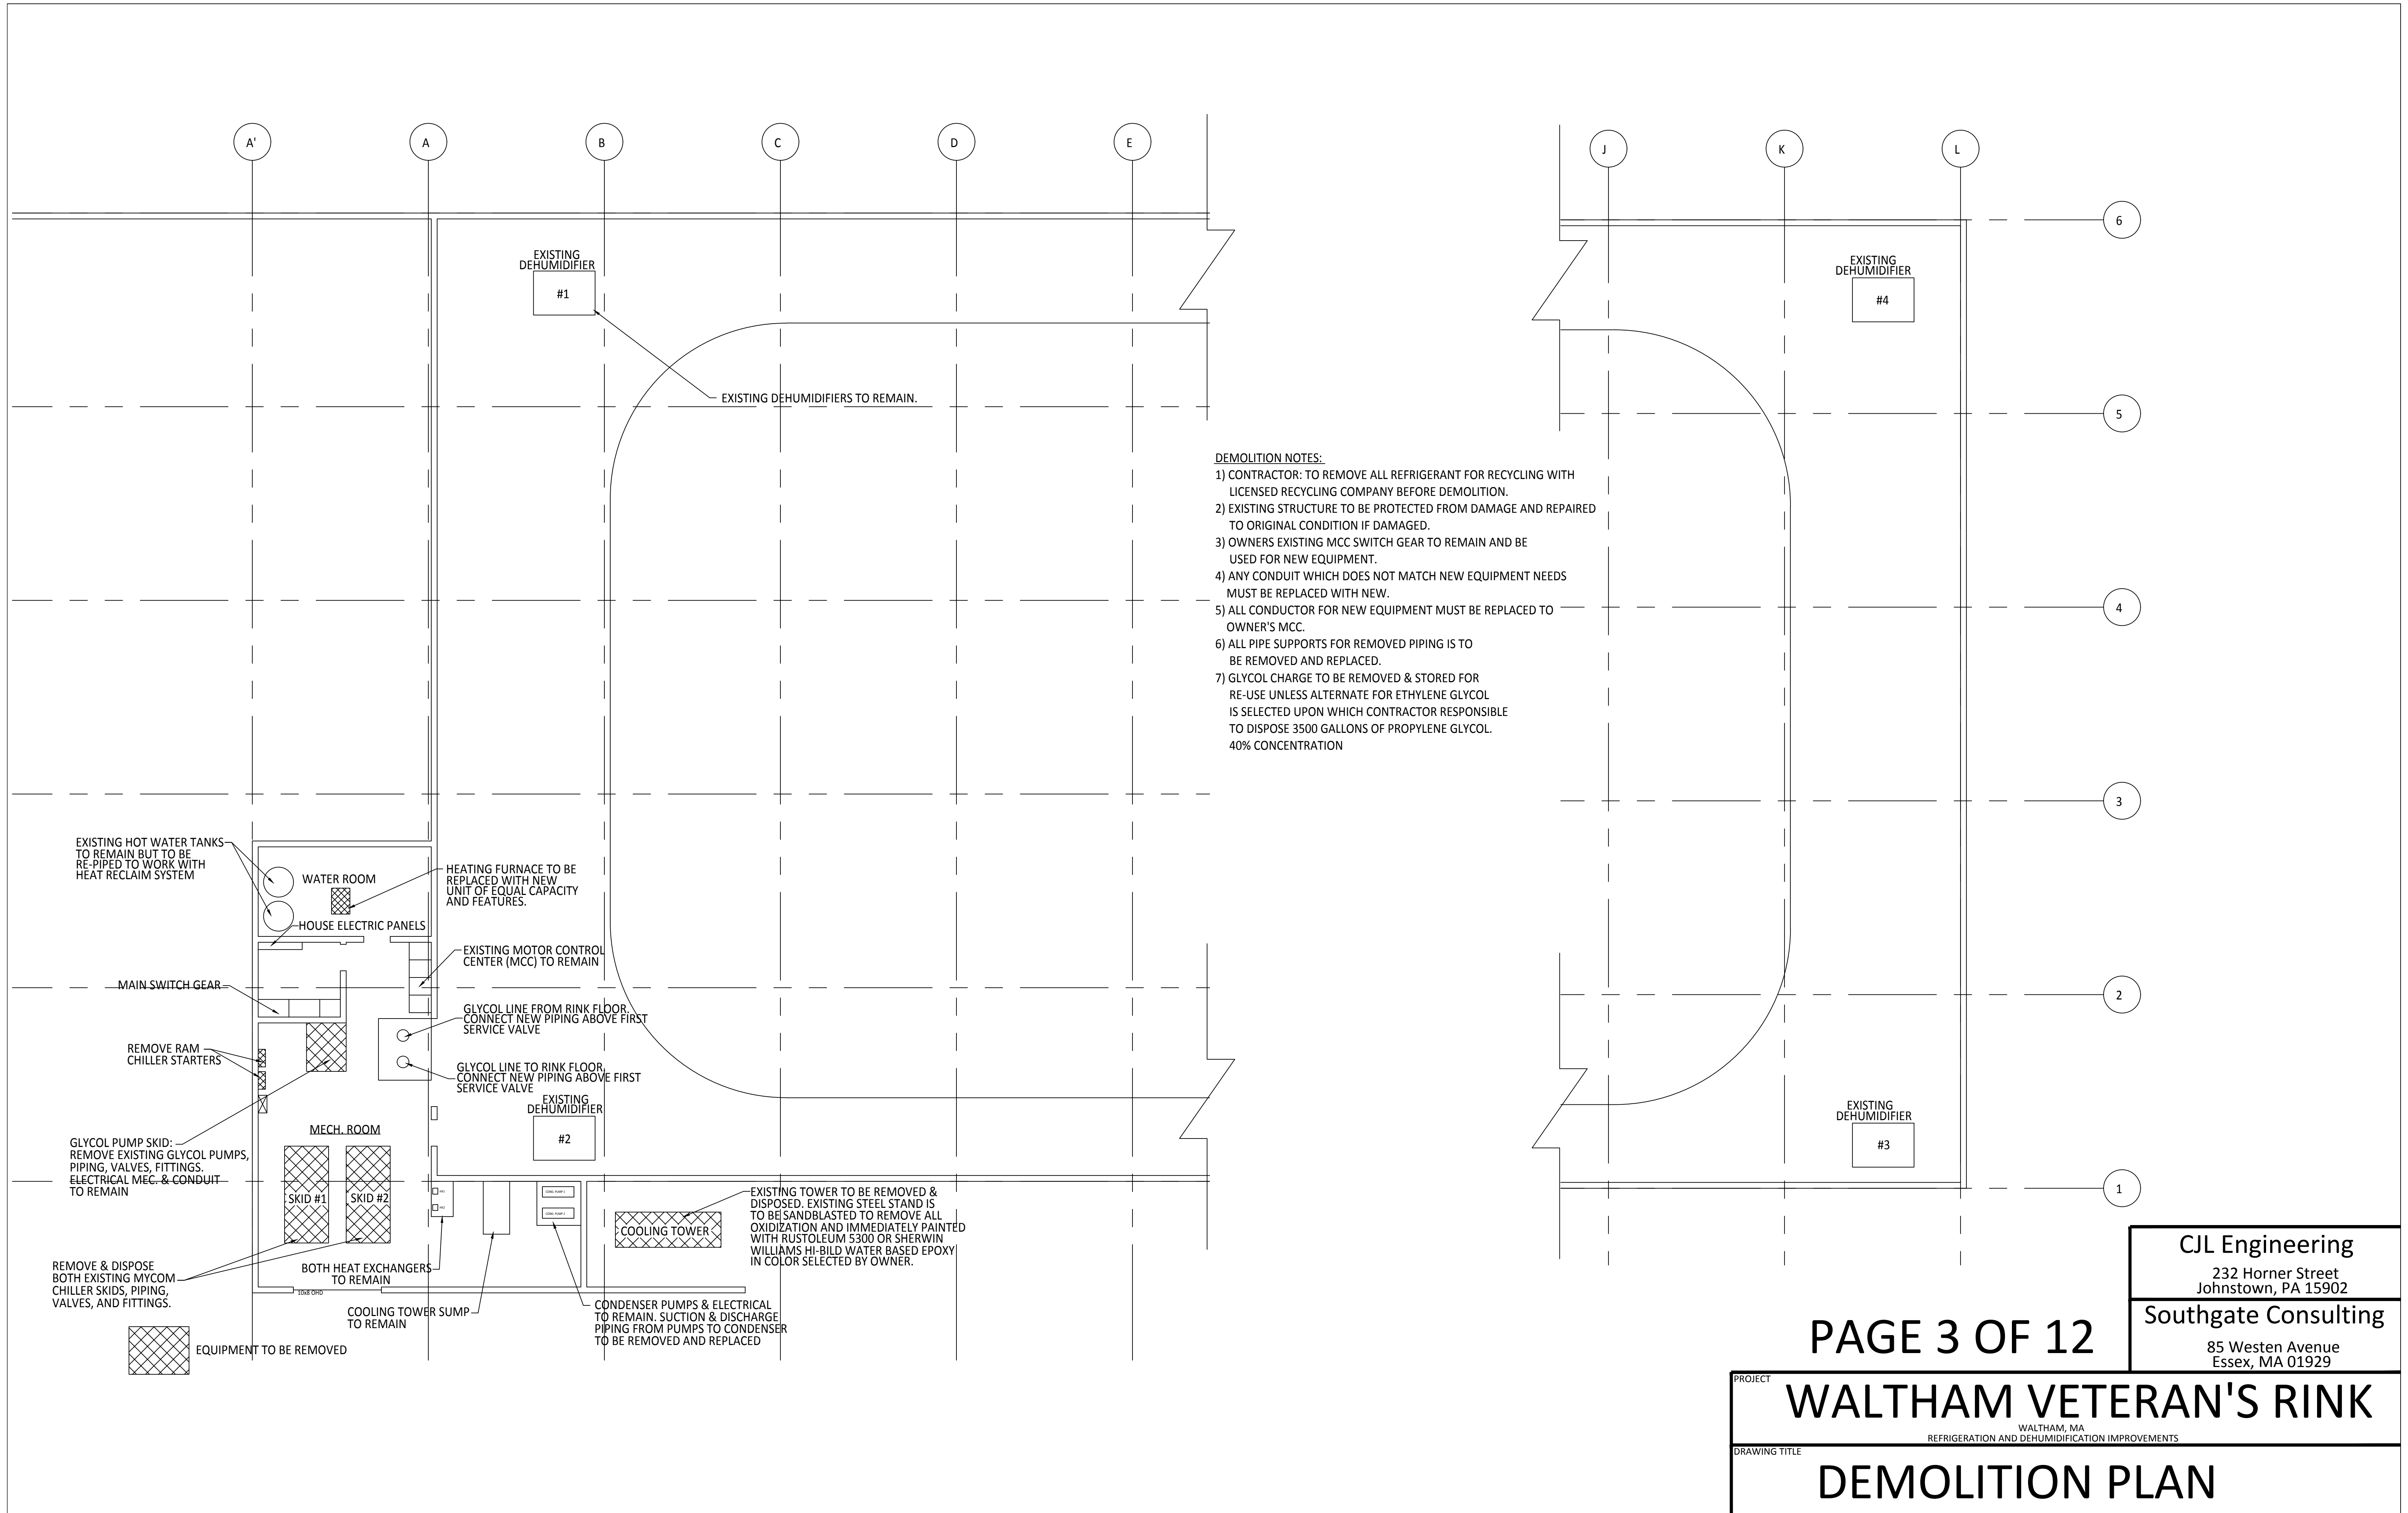 A'
A
B
C
D
E
J
K
L
6
5
4
3
2
1
EXISTING
DEHUMIDIFIER
#1
EXISTING
DEHUMIDIFIER
#4
EXISTING DEHUMIDIFIERS TO REMAIN.
DEMOLITION NOTES:
1) CONTRACTOR: TO REMOVE ALL REFRIGERANT FOR RECYCLING WITH
LICENSED RECYCLING COMPANY BEFORE DEMOLITION.
2) EXISTING STRUCTURE TO BE PROTECTED FROM DAMAGE AND REPAIRED
TO ORIGINAL CONDITION IF DAMAGED.
3) OWNERS EXISTING MCC SWITCH GEAR TO REMAIN AND BE
USED FOR NEW EQUIPMENT.
4) ANY CONDUIT WHICH DOES NOT MATCH NEW EQUIPMENT NEEDS
MUST BE REPLACED WITH NEW.
5) ALL CONDUCTOR FOR NEW EQUIPMENT MUST BE REPLACED TO
OWNER'S MCC.
6) ALL PIPE SUPPORTS FOR REMOVED PIPING IS TO
BE REMOVED AND REPLACED.
7) GLYCOL CHARGE TO BE REMOVED & STORED FOR
RE-USE UNLESS ALTERNATE FOR ETHYLENE GLYCOL
IS SELECTED UPON WHICH CONTRACTOR RESPONSIBLE
TO DISPOSE 3500 GALLONS OF PROPYLENE GLYCOL.
40% CONCENTRATION
EXISTING HOT WATER TANKS
TO REMAIN BUT TO BE
RE-PIPED TO WORK WITH
HEAT RECLAIM SYSTEM
WATER ROOM
HEATING FURNACE TO BE
REPLACED WITH NEW
UNIT OF EQUAL CAPACITY
AND FEATURES.
HOUSE ELECTRIC PANELS
EXISTING MOTOR CONTROL
CENTER (MCC) TO REMAIN
MAIN SWITCH GEAR
GLYCOL LINE FROM RINK FLOOR.
CONNECT NEW PIPING ABOVE FIRST
SERVICE VALVE
REMOVE RAM
CHILLER STARTERS
GLYCOL LINE TO RINK FLOOR.
CONNECT NEW PIPING ABOVE FIRST
SERVICE VALVE
EXISTING
DEHUMIDIFIER
#2
EXISTING
DEHUMIDIFIER
#3
MECH. ROOM
GLYCOL PUMP SKID:
REMOVE EXISTING GLYCOL PUMPS,
PIPING, VALVES, FITTINGS.
ELECTRICAL MEC. & CONDUIT
TO REMAIN
SKID #1
SKID #2
HX1
HX2
COND. PUMP 1
COND. PUMP 2
COOLING TOWER
EXISTING TOWER TO BE REMOVED &
DISPOSED. EXISTING STEEL STAND IS
TO BE SANDBLASTED TO REMOVE ALL
OXIDIZATION AND IMMEDIATELY PAINTED
WITH RUSTOLEUM 5300 OR SHERWIN
WILLIAMS HI-BILD WATER BASED EPOXY
IN COLOR SELECTED BY OWNER.
REMOVE & DISPOSE
BOTH EXISTING MYCOM
CHILLER SKIDS, PIPING,
VALVES, AND FITTINGS.
BOTH HEAT EXCHANGERS
TO REMAIN
10x8 OHD
COOLING TOWER SUMP
TO REMAIN
CONDENSER PUMPS & ELECTRICAL
TO REMAIN. SUCTION & DISCHARGE
PIPING FROM PUMPS TO CONDENSER
TO BE REMOVED AND REPLACED
EQUIPMENT TO BE REMOVED
CJL Engineering
232 Horner Street
Johnstown, PA 15902
Southgate Consulting
85 Westen Avenue
Essex, MA 01929
PAGE 3 OF 12
PROJECT
WALTHAM VETERAN'S RINK
WALTHAM, MA
REFRIGERATION AND DEHUMIDIFICATION IMPROVEMENTS
DRAWING TITLE
DEMOLITION PLAN